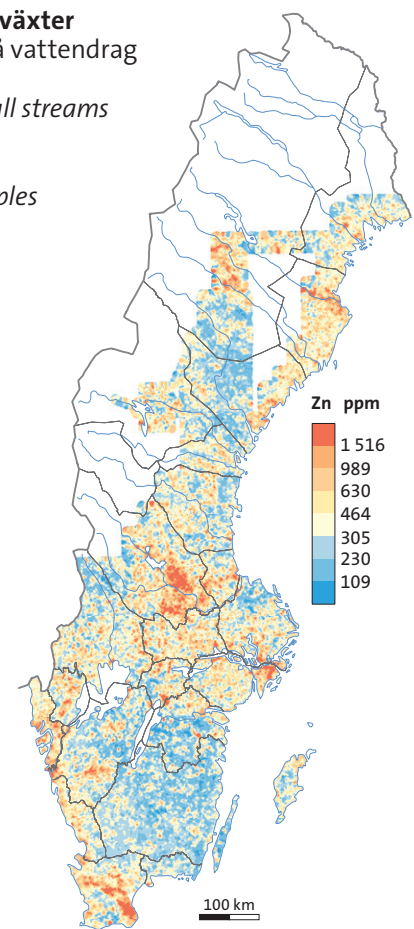 växter
å vattendrag
all streams
ples
Zn ppm
1 516
989
630
464
305
230
109
100 km